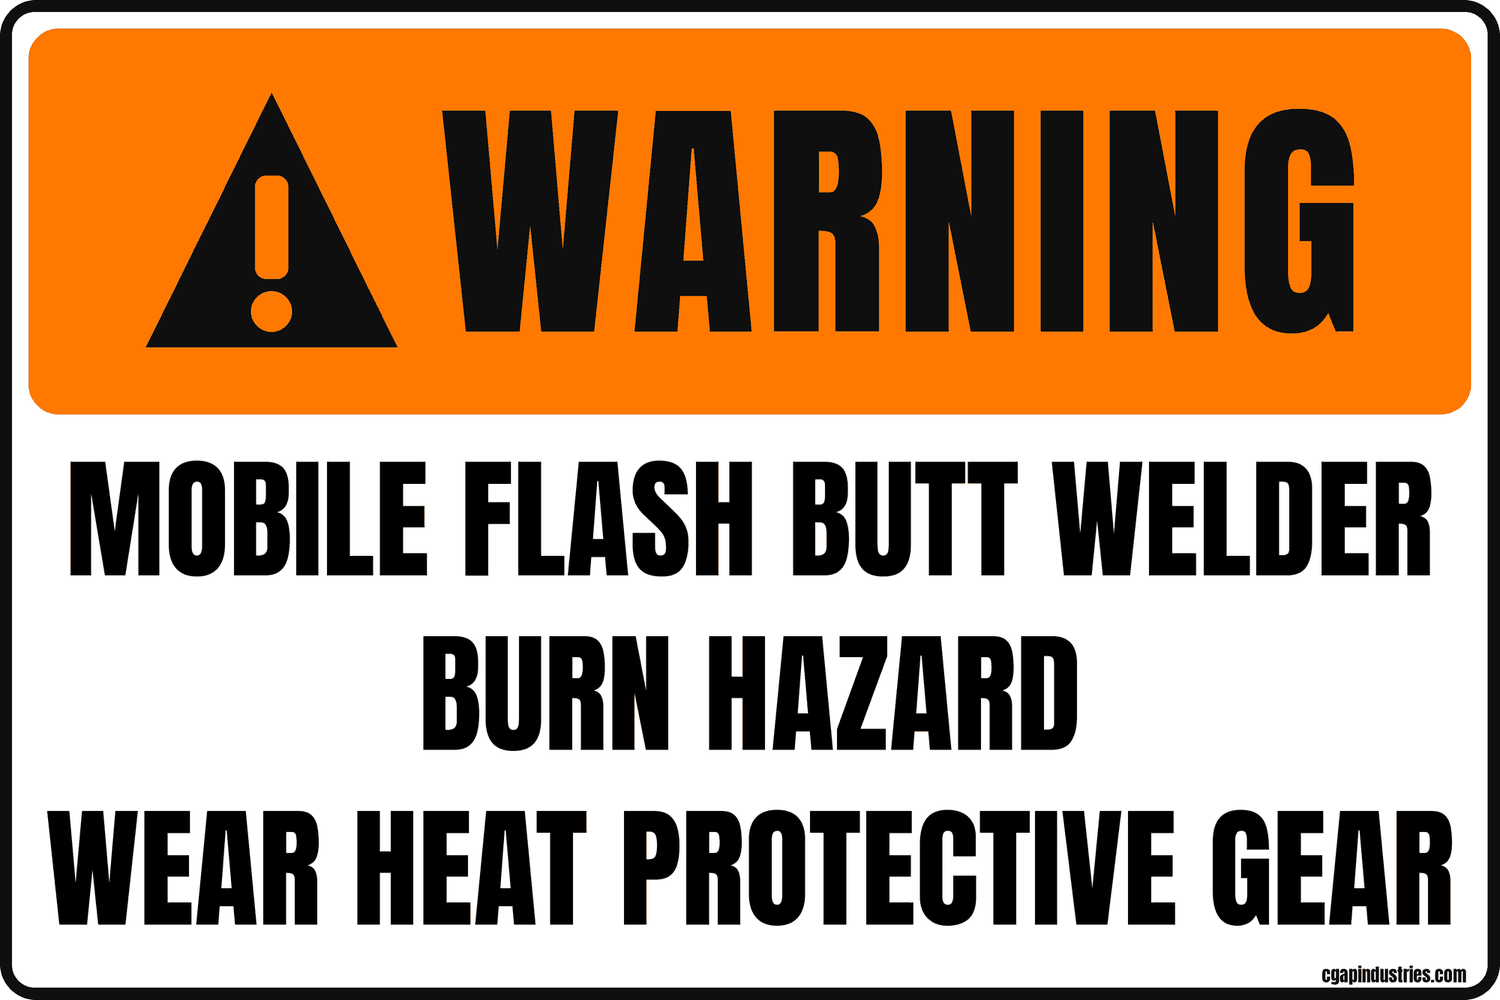 WARNING
MOBILE FLASH BUTT WELDER
BURN HAZARD
WEAR HEAT PROTECTIVE GEAR
cgapindustries.com